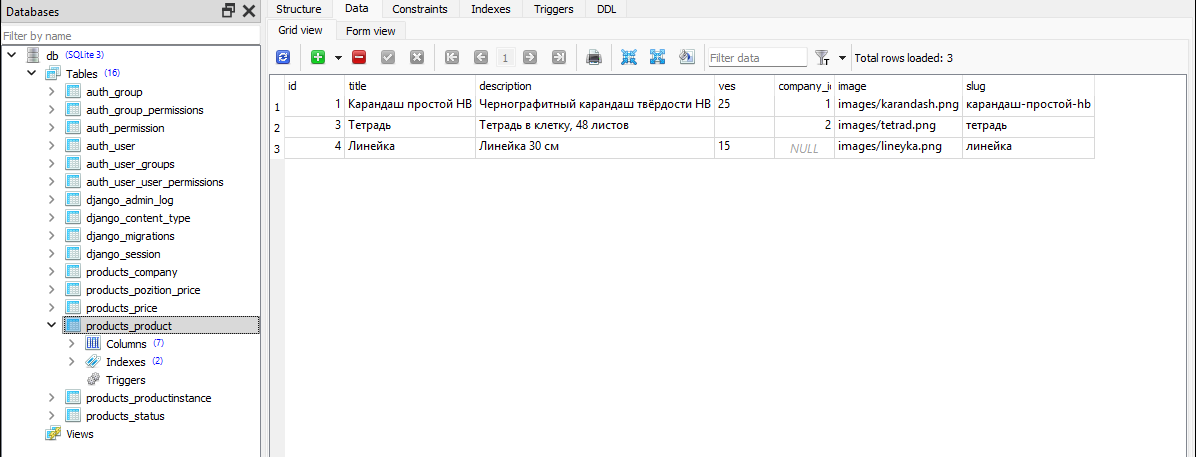 Databases
Filter by name
db (SQLite 3)
Tables (16)
auth_group
auth_group_permissions
auth_permission
auth_user
auth_user_groups
auth_user_user_permissions
django_admin_log
django_content_type
django_migrations
django_session
products_company
products_pozition_price
products_price
products_product
Columns (7)
Indexes (2)
Triggers
products_productinstance
products_status
Views
Structure Data Constraints Indexes Triggers DDL
Grid view Form view
1 Filter data T Total rows loaded: 3
id title description ves company_id image slug
1 1 Карандаш простой HB Чернографитный карандаш твёрдости HB 25 1 images/karandash.png карандаш-простой-hb
2 3 Тетрадь Тетрадь в клетку, 48 листов 2 images/tetrad.png тетрадь
3 4 Линейка Линейка 30 см 15 NULL images/lineyka.png линейка